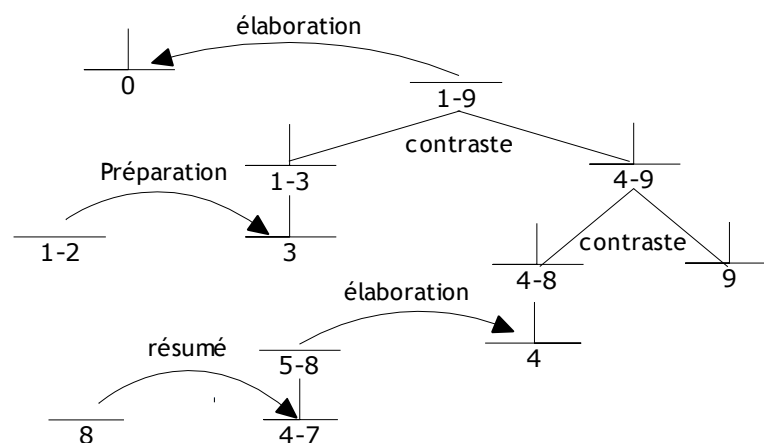 élaboration
0
1-9
contraste
1-3
4-9
Préparation
1-2
3
contraste
4-8
9
élaboration
4
résumé
5-8
8
4-7